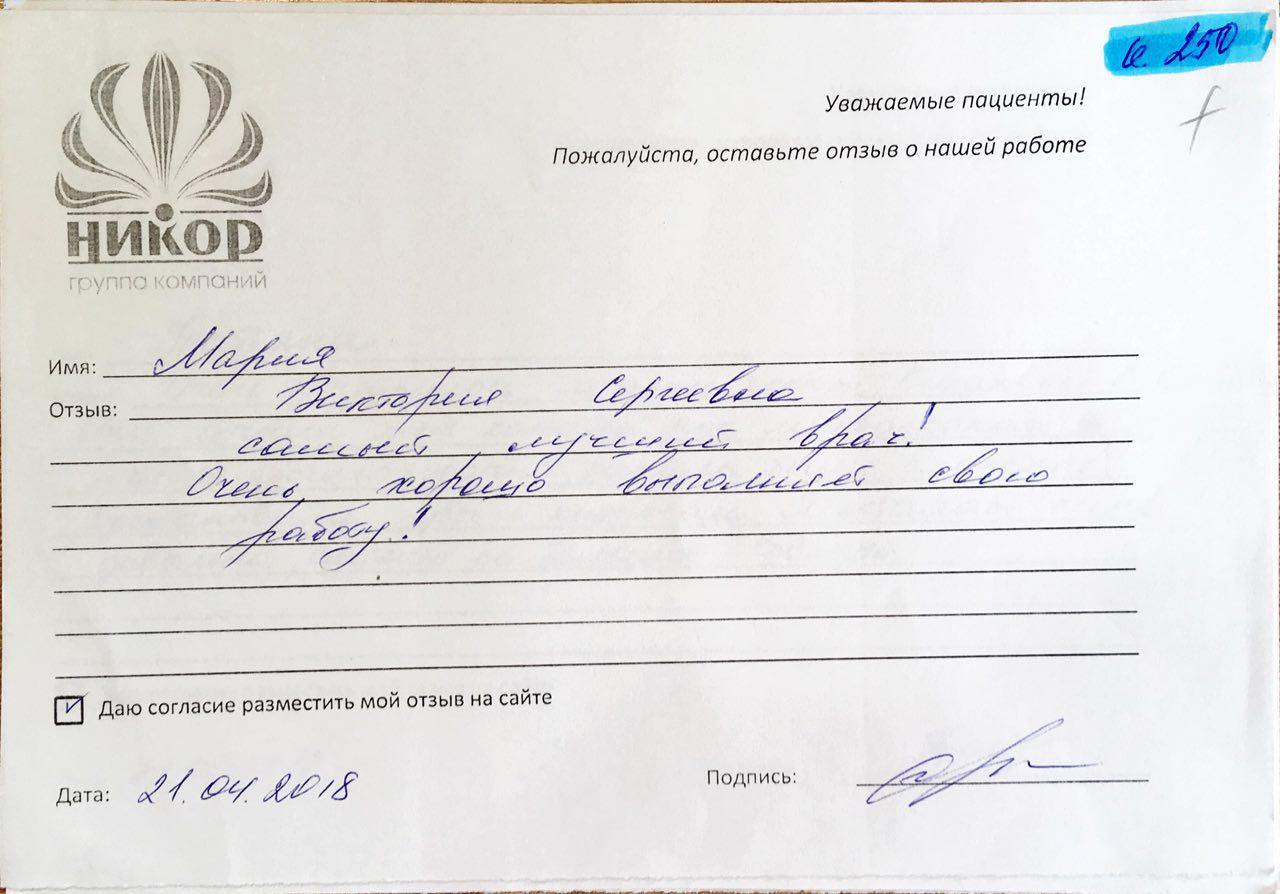 250
Уважаемые пациенты!
Пожалуйста, оставьте отзыв о нашей работе
НИКОР
группа компаний
Имя: Мария
Отзыв: Виктория Сергеевна
самый лучший врач!
Очень хорошо выполняет свою
работу!
Даю согласие разместить мой отзыв на сайте
Дата: 21.04.2018
Подпись: